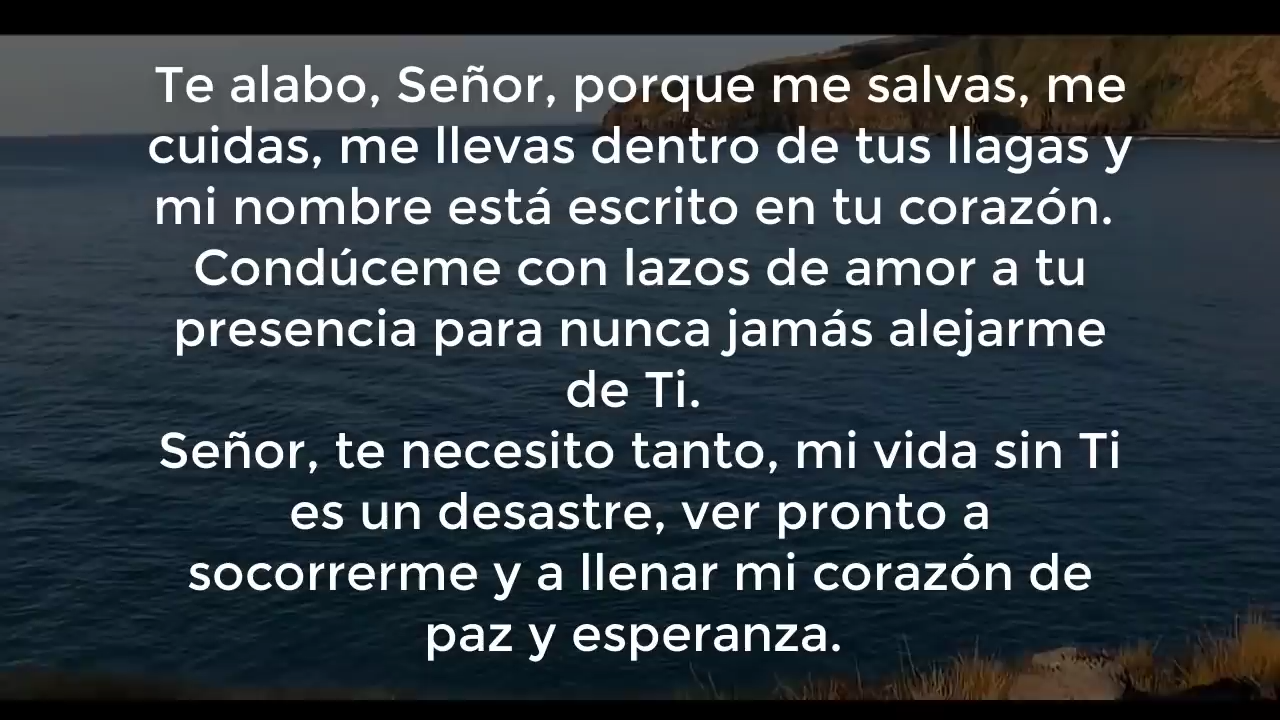 Te alabo, Señor, porque me salvas, me
cuidas, me llevas dentro de tus llagas y
mi nombre está escrito en tu corazón.
Condúceme con lazos de amor a tu
presencia para nunca jamás alejarme
de Ti.
Señor, te necesito tanto, mi vida sin Ti
es un desastre, ver pronto a
socorrerme y a llenar mi corazón de
paz y esperanza.